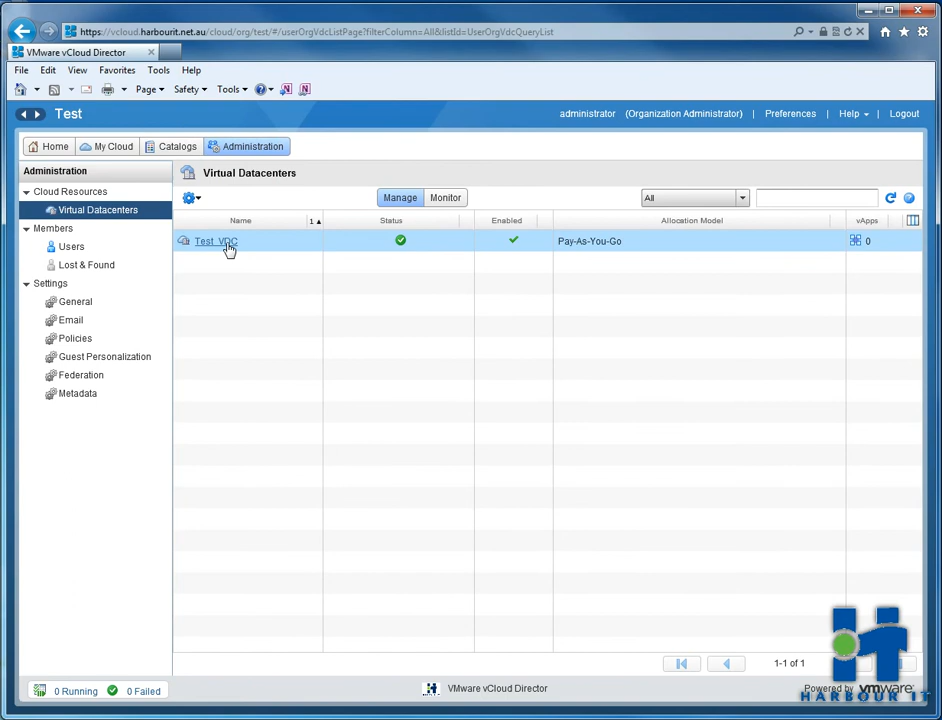 https://vcloud.harbourit.net.au/cloud/org/test/#/userOrgVdcListPage?filterColumn=All&listId=UserOrgVdcQueryList
VMware vCloud Director
File Edit View Favorites Tools Help
Page Safety Tools
Test
administrator (Organization Administrator) | Preferences | Help | Logout
Home My Cloud Catalogs Administration
Administration
Virtual Datacenters
Cloud Resources
Virtual Datacenters
Members
Users
Lost & Found
Settings
General
Email
Policies
Guest Personalization
Federation
Metadata
Manage Monitor All
Name 1 Status Enabled Allocation Model vApps
Test_VDC Pay-As-You-Go 0
1-1 of 1
0 Running 0 Failed
VMware vCloud Director
Powered by vmware
HARBOUR IT